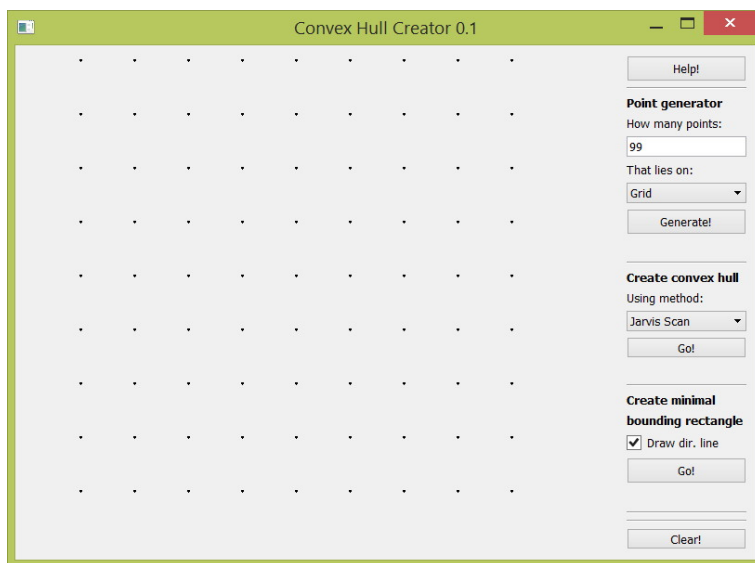 Convex Hull Creator 0.1
Help!
Point generator
How many points:
99
That lies on:
Grid
Generate!
Create convex hull
Using method:
Jarvis Scan
Go!
Create minimal
bounding rectangle
Draw dir. line
Go!
Clear!